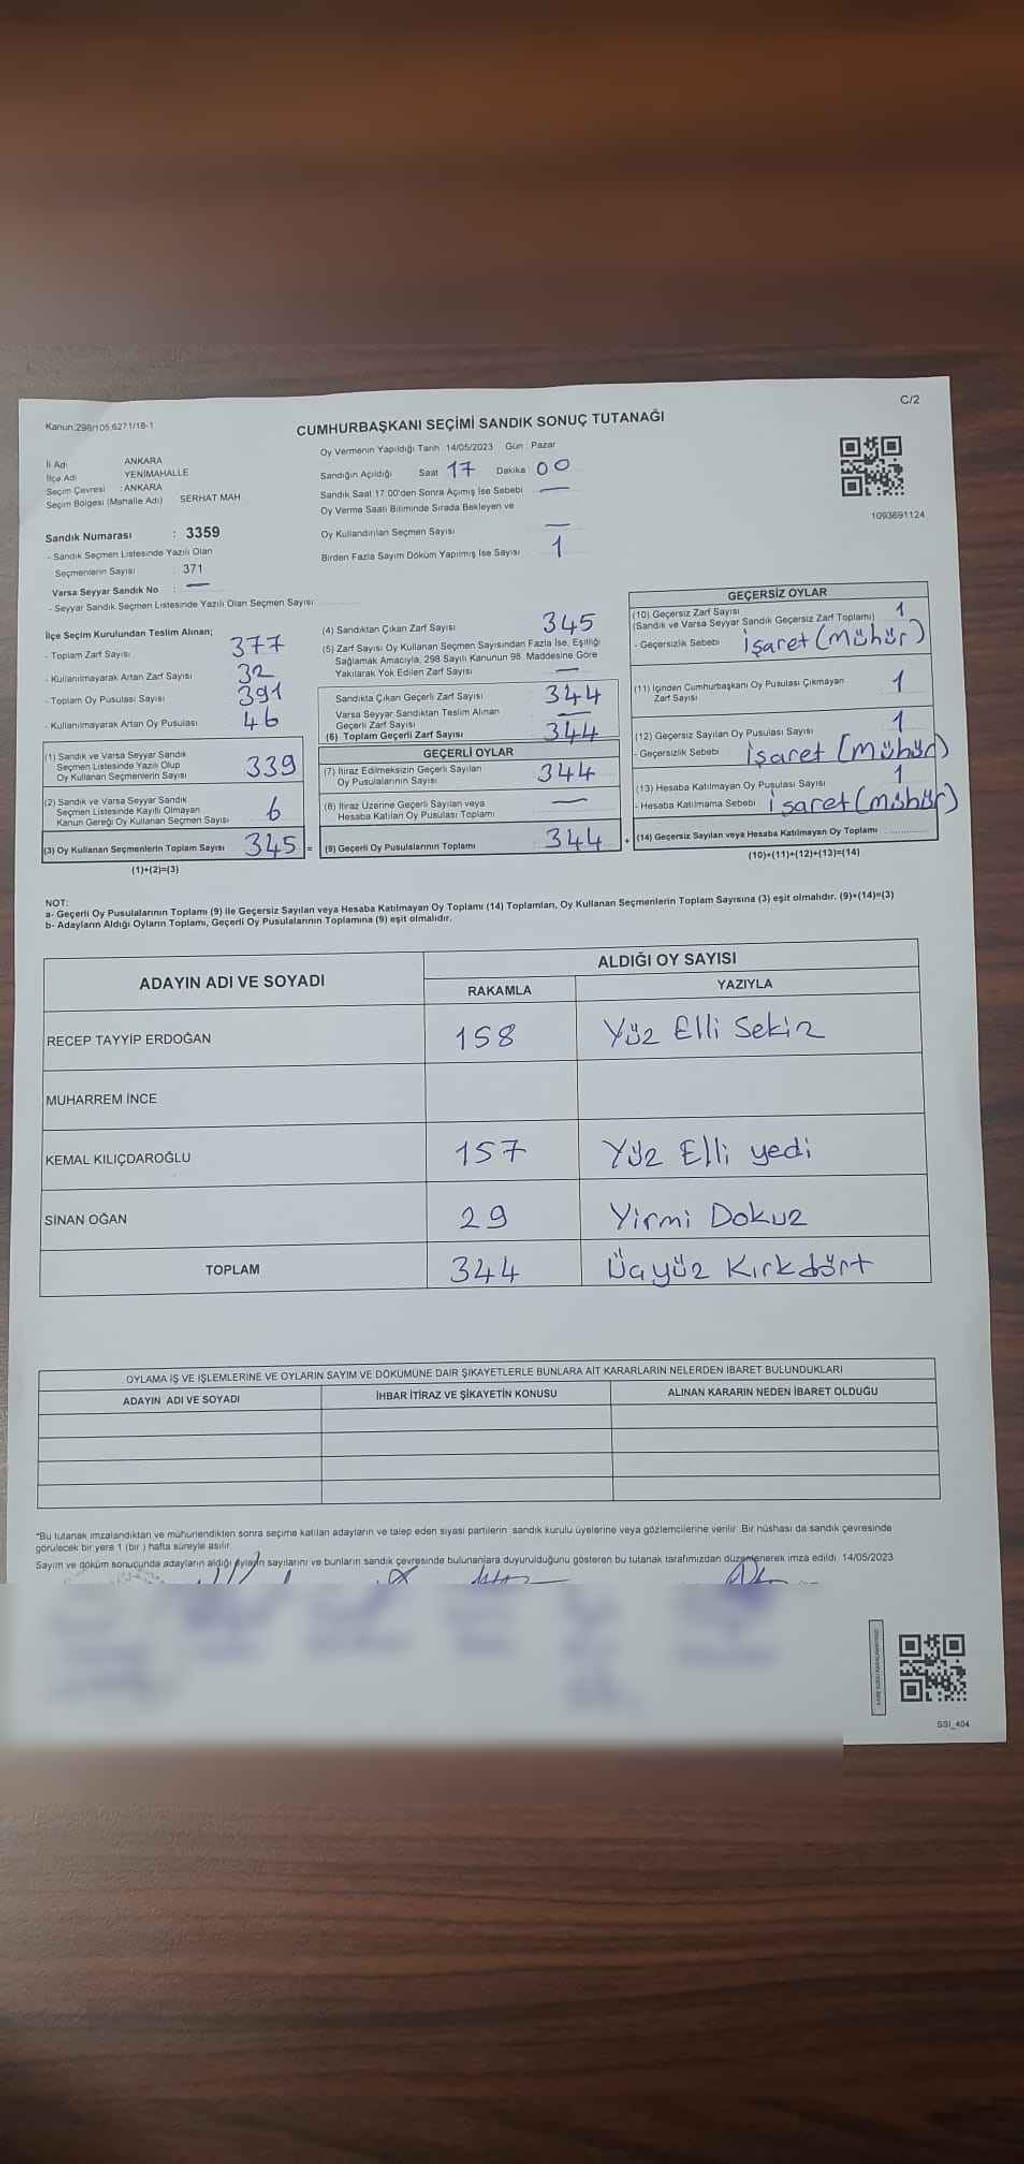 C/2
Kanun:298/105,6271/18-1
CUMHURBAŞKANI SEÇİMİ SANDIK SONUÇ TUTANAĞI
İl Adı ANKARA
İlçe Adı YENİMAHALLE
Seçim Çevresi : ANKARA
Seçim Bölgesi (Mahalle Adı) SERHAT MAH
Sandık Numarası : 3359
- Sandık Seçmen Listesinde Yazılı Olan
Seçmenlerin Sayısı : 371
Varsa Seyyar Sandık No : —
- Seyyar Sandık Seçmen Listesinde Yazılı Olan Seçmen Sayısı
Oy Vermenin Yapıldığı Tarih 14/05/2023 Gün : Pazar
Sandığın Açıldığı Saat 17 Dakika 00
Sandık Saat 17:00'den Sonra Açılmış İse Sebebi —
Oy Verme Saati Bitiminde Sırada Bekleyen ve
Oy Kullandırılan Seçmen Sayısı —
Birden Fazla Sayım Döküm Yapılmış İse Sayısı 1
1093691124
İlçe Seçim Kurulundan Teslim Alınan;
- Toplam Zarf Sayısı 377
- Kullanılmayarak Artan Zarf Sayısı 32
- Toplam Oy Pusulası Sayısı 391
- Kullanılmayarak Artan Oy Pusulası 46
(1) Sandık ve Varsa Seyyar Sandık
Seçmen Listesinde Yazılı Olup
Oy Kullanan Seçmenlerin Sayısı 339
(2) Sandık ve Varsa Seyyar Sandık
Seçmen Listesinde Kayıtlı Olmayan
Kanun Gereği Oy Kullanan Seçmen Sayısı 6
(3) Oy Kullanan Seçmenlerin Toplam Sayısı 345 =
(1)+(2)=(3)
(4) Sandıktan Çıkan Zarf Sayısı 345
(5) Zarf Sayısı Oy Kullanan Seçmen Sayısından Fazla İse, Eşitliği
Sağlamak Amacıyla, 298 Sayılı Kanunun 98. Maddesine Göre
Yakılarak Yok Edilen Zarf Sayısı —
Sandıkta Çıkan Geçerli Zarf Sayısı 344
Varsa Seyyar Sandıktan Teslim Alınan
Geçerli Zarf Sayısı —
(6) Toplam Geçerli Zarf Sayısı 344
GEÇERLİ OYLAR
(7) İtiraz Edilmeksizin Geçerli Sayılan
Oy Pusulalarının Sayısı 344
(8) İtiraz Üzerine Geçerli Sayılan veya
Hesaba Katılan Oy Pusulası Toplamı —
(9) Geçerli Oy Pusulalarının Toplamı 344 +
GEÇERSİZ OYLAR
(10) Geçersiz Zarf Sayısı 1
(Sandık ve Varsa Seyyar Sandık Geçersiz Zarf Toplamı)
- Geçersizlik Sebebi işaret (mühür)
(11) İçinden Cumhurbaşkanı Oy Pusulası Çıkmayan 1
Zarf Sayısı
(12) Geçersiz Sayılan Oy Pusulası Sayısı 1
- Geçersizlik Sebebi işaret (mühür)
(13) Hesaba Katılmayan Oy Pusulası Sayısı 1
- Hesaba Katılmama Sebebi işaret (mühür)
(14) Geçersiz Sayılan veya Hesaba Katılmayan Oy Toplamı
(10)+(11)+(12)+(13)=(14)
NOT:
a- Geçerli Oy Pusulalarının Toplamı (9) ile Geçersiz Sayılan veya Hesaba Katılmayan Oy Toplamı (14) Toplamları, Oy Kullanan Seçmenlerin Toplam Sayısına (3) eşit olmalıdır. (9)+(14)=(3)
b- Adayların Aldığı Oyların Toplamı, Geçerli Oy Pusulalarının Toplamına (9) eşit olmalıdır.
ADAYIN ADI VE SOYADI ALDIĞI OY SAYISI
RAKAMLA YAZIYLA
RECEP TAYYİP ERDOĞAN 158 Yüz Elli Sekiz
MUHARREM İNCE
KEMAL KILIÇDAROĞLU 157 Yüz Elli yedi
SİNAN OĞAN 29 Yirmi Dokuz
TOPLAM 344 Üçyüz Kırkdört
OYLAMA İŞ VE İŞLEMLERİNE VE OYLARIN SAYIM VE DÖKÜMÜNE DAİR ŞİKAYETLERLE BUNLARA AİT KARARLARIN NELERDEN İBARET BULUNDUKLARI
ADAYIN ADI VE SOYADI İHBAR İTİRAZ VE ŞİKAYETİN KONUSU ALINAN KARARIN NEDEN İBARET OLDUĞU
*Bu tutanak imzalandıktan ve mühürlendikten sonra seçime katılan adayların ve talep eden siyasi partilerin sandık kurulu üyelerine veya gözlemcilerine verilir. Bir nüshası da sandık çevresinde
görülecek bir yere 1 (bir) hafta süreyle asılır.
Sayım ve döküm sonucunda adayların aldığı oyların sayılarını ve bunların sandık çevresinde bulunanlara duyurulduğunu gösteren bu tutanak tarafımızdan düzenlenerek imza edildi. 14/05/2023
SSI_404